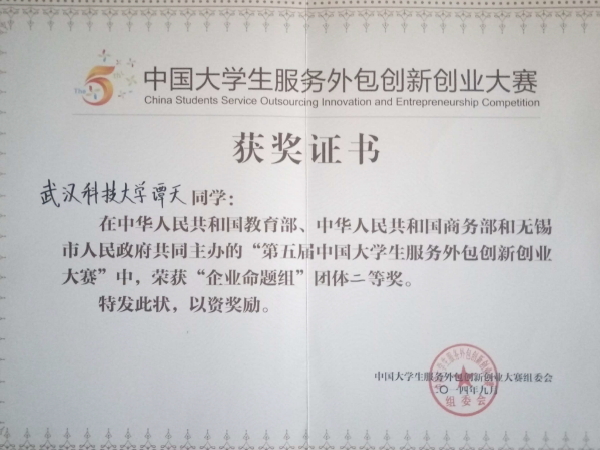 The 5th
中国大学生服务外包创新创业大赛
China Students Service Outsourcing Innovation and Entrepreneurship Competition
获奖证书
武汉科技大学谭天同学：
在中华人民共和国教育部、中华人民共和国商务部和无锡
市人民政府共同主办的“第五届中国大学生服务外包创新创业
大赛”中，荣获“企业命题组”团体二等奖。
特发此状，以资奖励。
中国大学生服务外包创新创业大赛组委会
二〇一四年九月
组委会